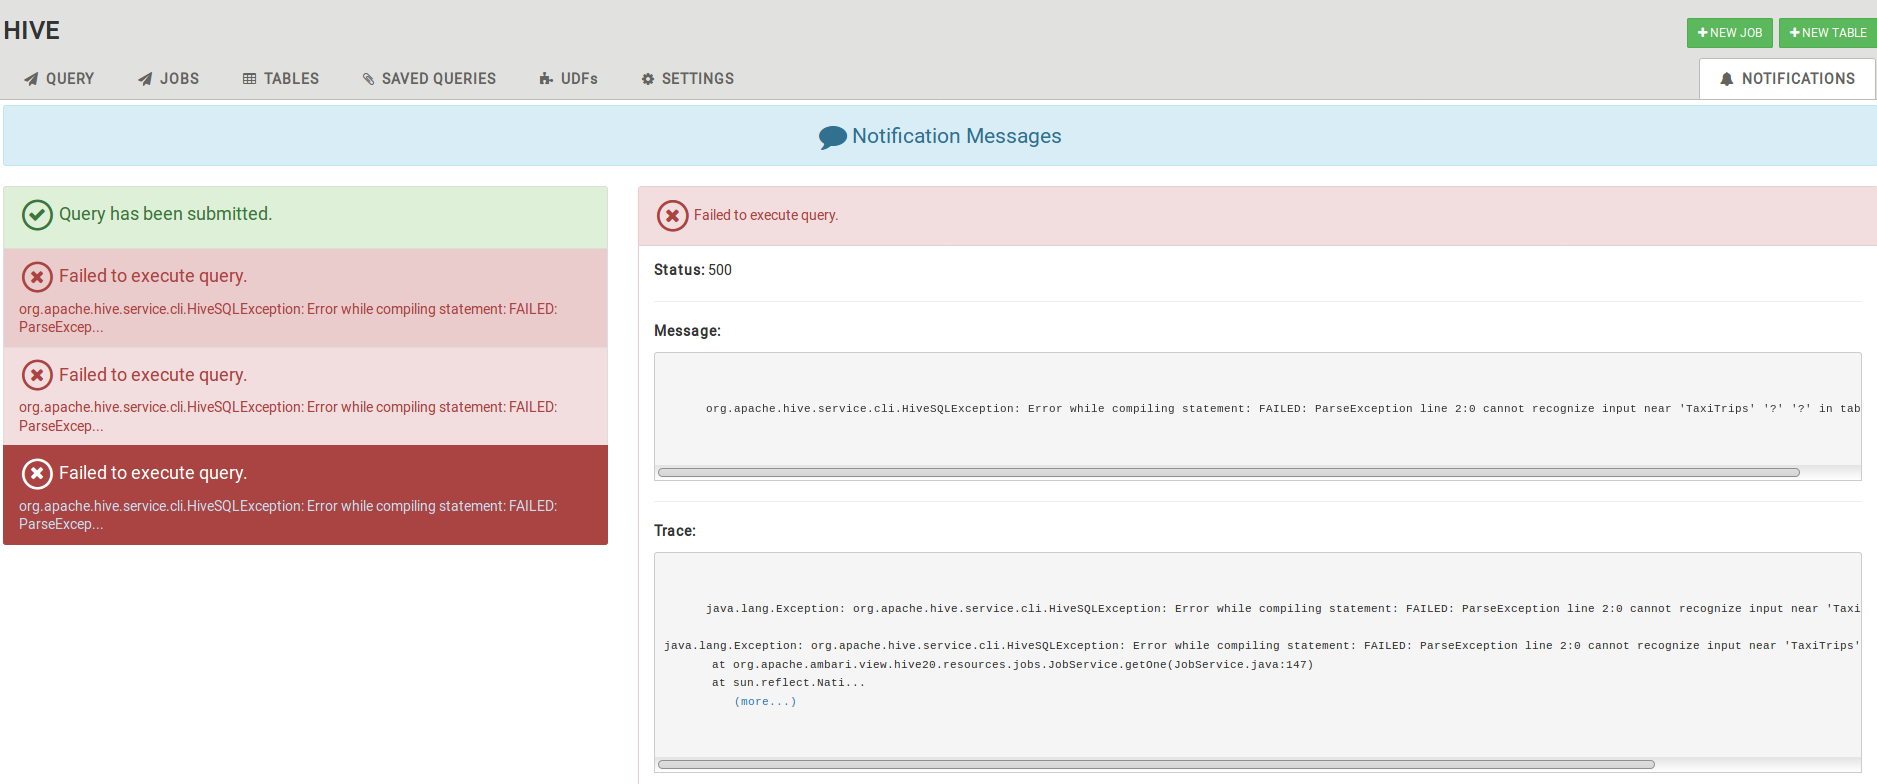 HIVE
NEW JOB
NEW TABLE
QUERY
JOBS
TABLES
SAVED QUERIES
UDFs
SETTINGS
NOTIFICATIONS
Notification Messages
Query has been submitted.
Failed to execute query.
org.apache.hive.service.cli.HiveSQLException: Error while compiling statement: FAILED:
ParseExcep...
Failed to execute query.
org.apache.hive.service.cli.HiveSQLException: Error while compiling statement: FAILED:
ParseExcep...
Failed to execute query.
org.apache.hive.service.cli.HiveSQLException: Error while compiling statement: FAILED:
ParseExcep...
Failed to execute query.
Status: 500
Message:
org.apache.hive.service.cli.HiveSQLException: Error while compiling statement: FAILED: ParseException line 2:0 cannot recognize input near 'TaxiTrips' '?' '?' in tab
Trace:
java.lang.Exception: org.apache.hive.service.cli.HiveSQLException: Error while compiling statement: FAILED: ParseException line 2:0 cannot recognize input near 'Taxi
java.lang.Exception: org.apache.hive.service.cli.HiveSQLException: Error while compiling statement: FAILED: ParseException line 2:0 cannot recognize input near 'TaxiTrips'
at org.apache.ambari.view.hive20.resources.jobs.JobService.getOne(JobService.java:147)
at sun.reflect.Nati...
(more...)